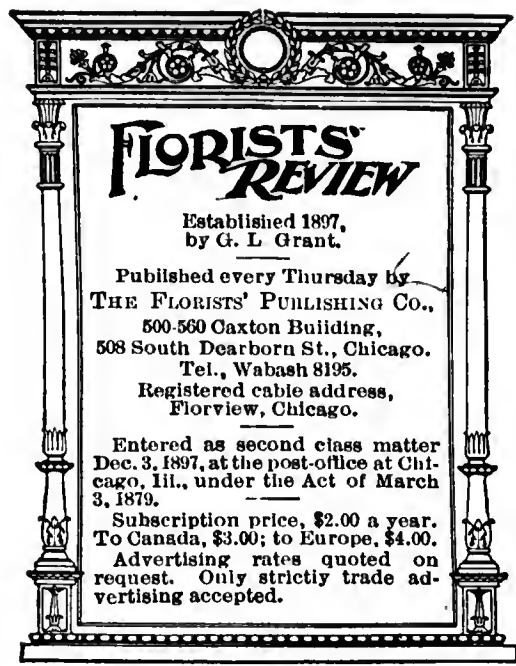 FLORISTS'
REVIEW
Established 1897,
by G. L Grant.
Published every Thursday by
THE FLORISTS' PUBLISHING CO.,
500-560 Caxton Building,
508 South Dearborn St., Chicago.
Tel., Wabash 8195.
Registered cable address,
Florview, Chicago.
Entered as second class matter
Dec. 3, 1897, at the post-office at Chi-
cago, Ill., under the Act of March
3, 1879.
Subscription price, $2.00 a year.
To Canada, $3.00; to Europe, $4.00.
Advertising rates quoted on
request. Only strictly trade ad-
vertising accepted.